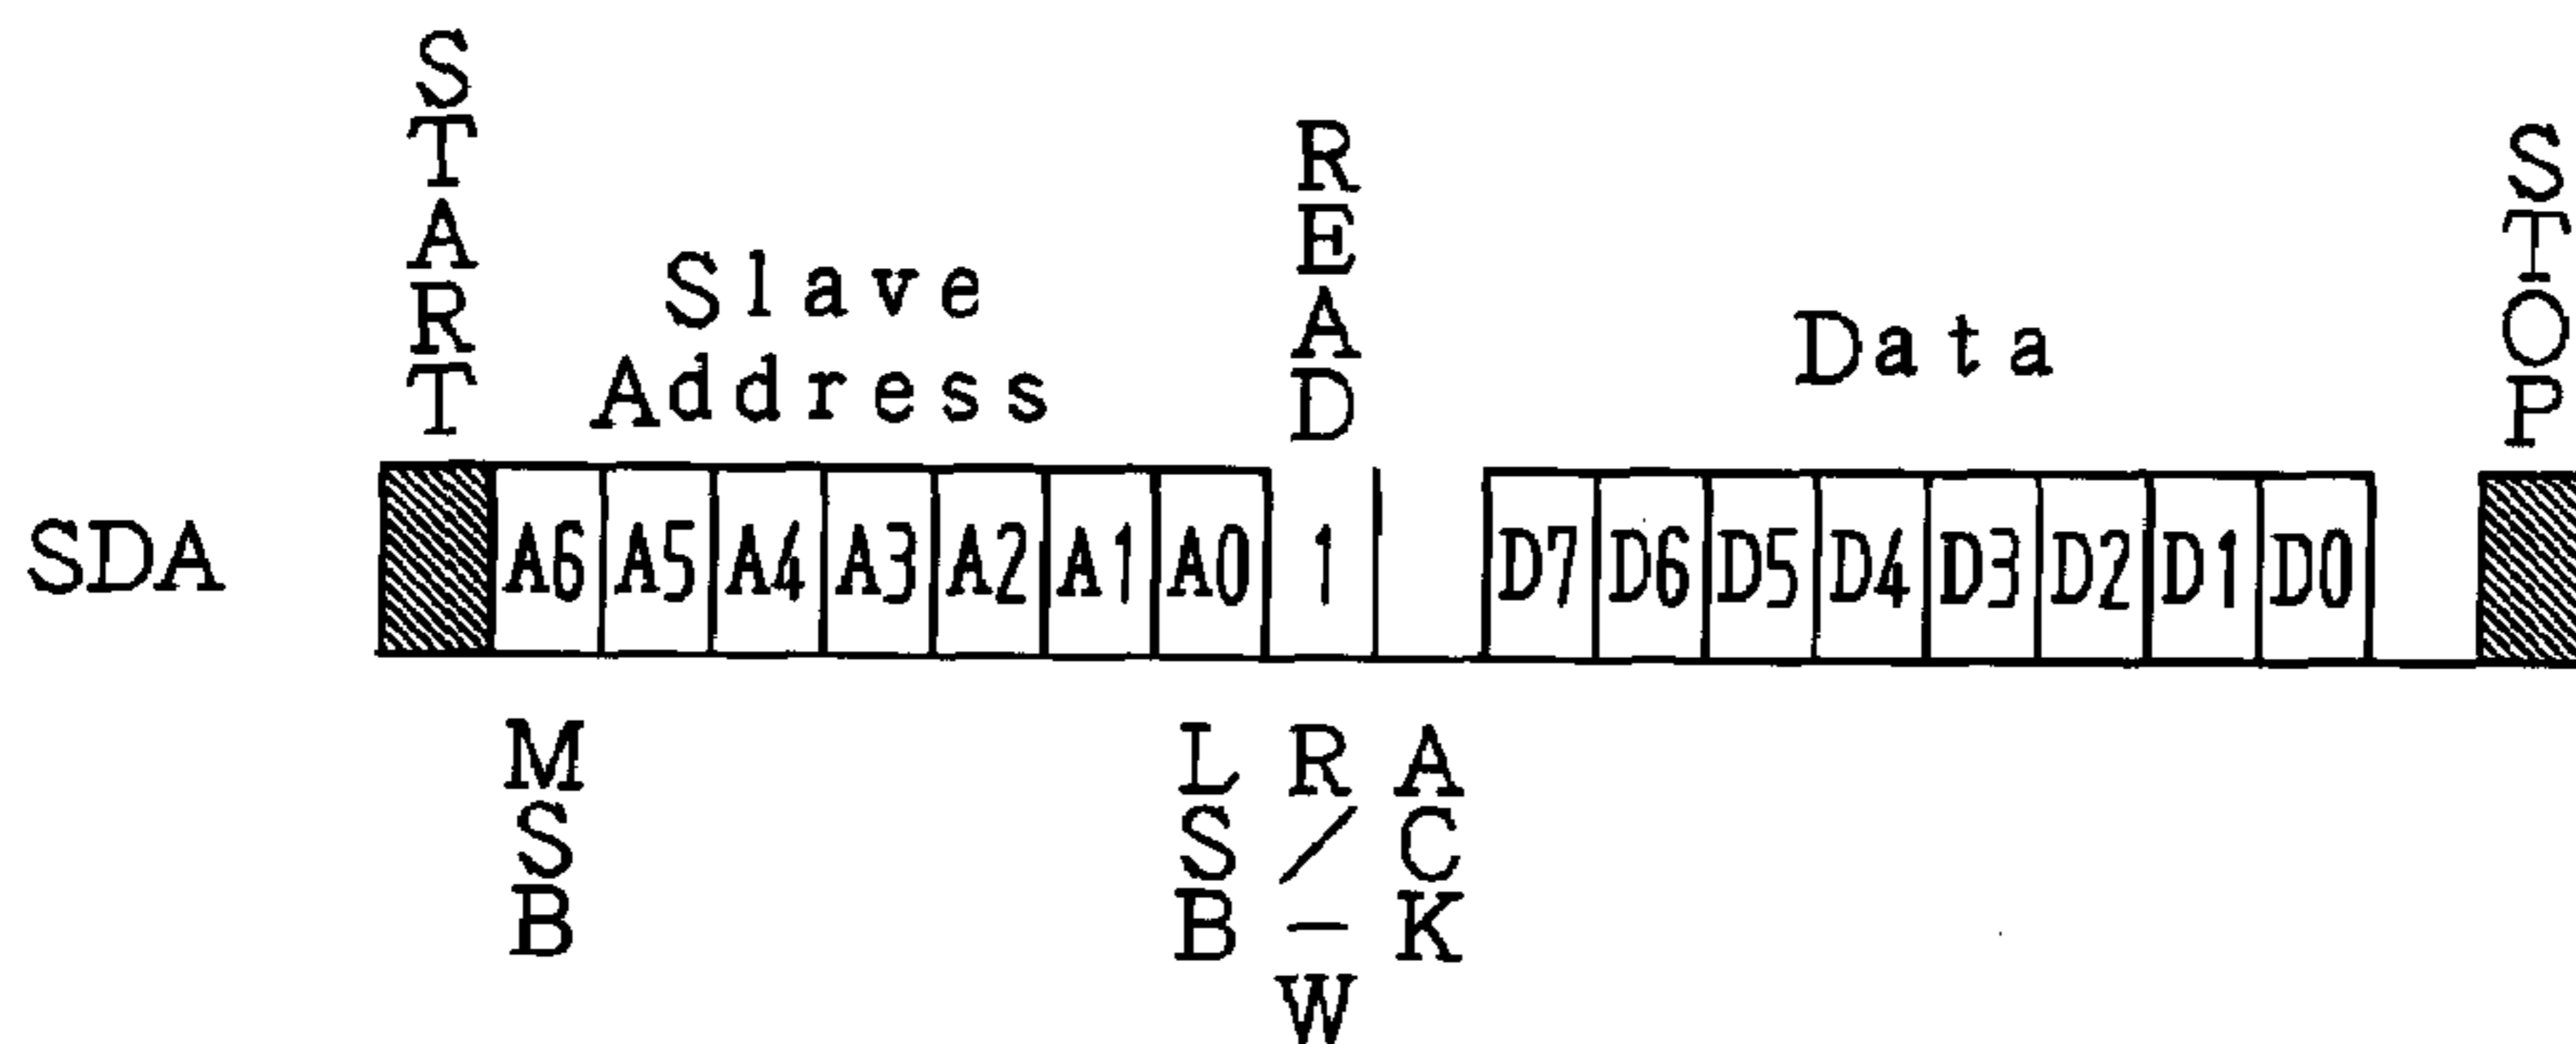 START
Slave
Address
READ
Data
STOP
SDA
A6 A5 A4 A3 A2 A1 A0 1 D7 D6 D5 D4 D3 D2 D1 D0
MSB
LSB
R/W
ACK